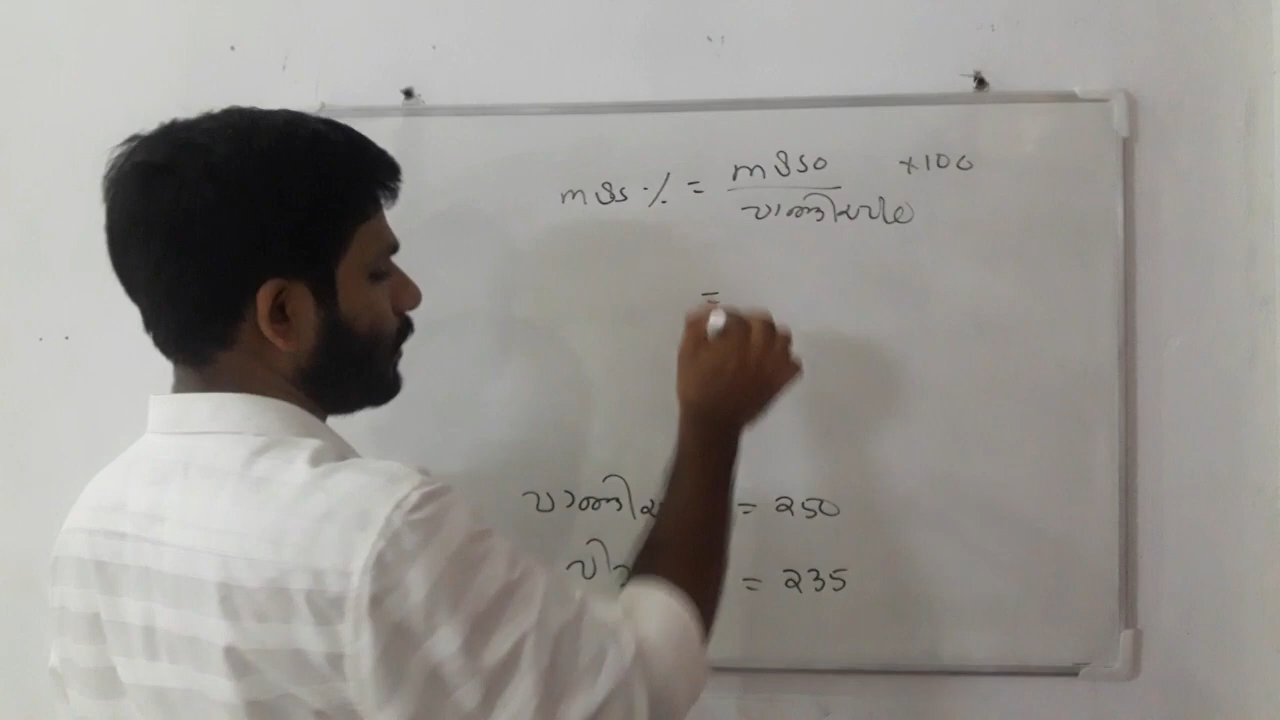 നഷ്ട % = നഷ്ടം / വാങ്ങിയവില ×100
=
വാങ്ങിയ = 250
= 235